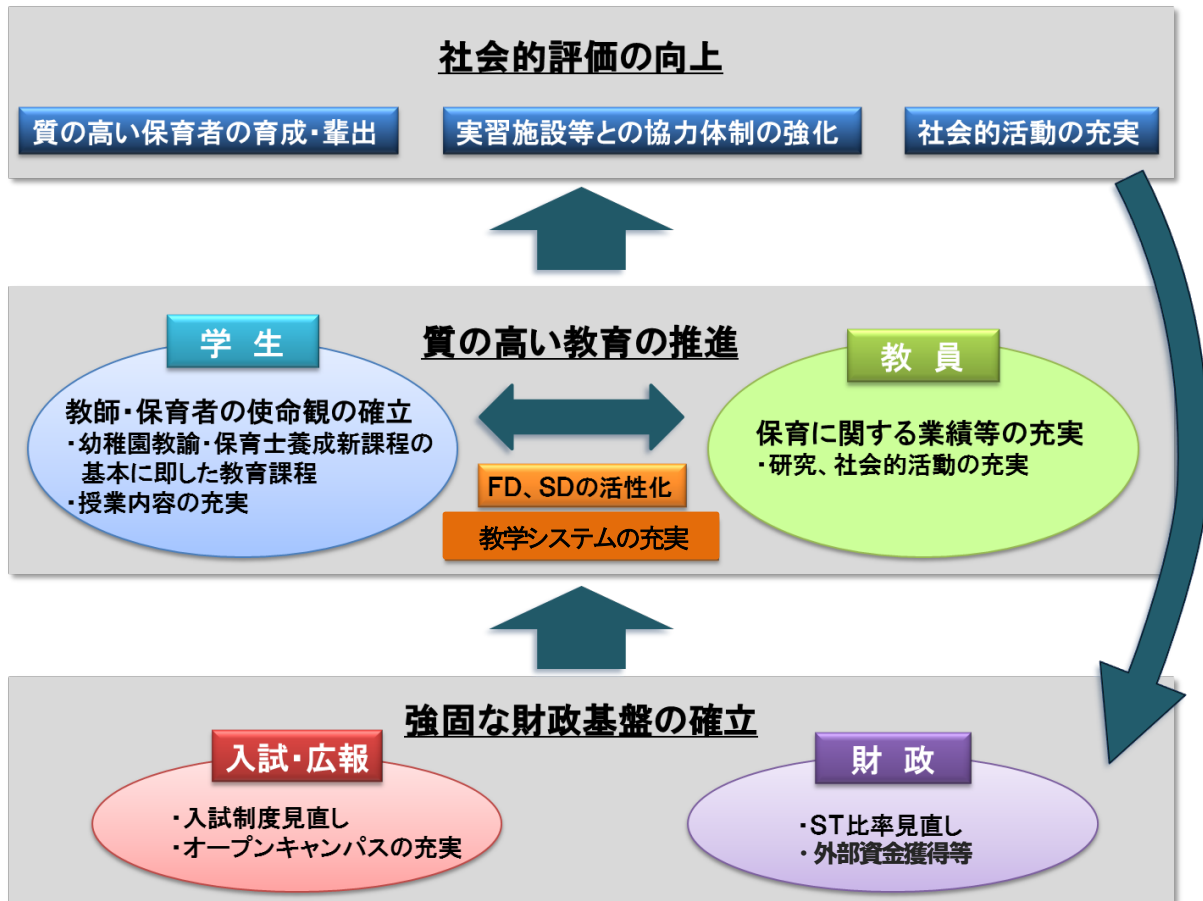 社会的評価の向上
質の高い保育者の育成・輩出
実習施設等との協力体制の強化
社会的活動の充実
質の高い教育の推進
学 生
教師・保育者の使命観の確立
・幼稚園教諭・保育士養成新課程の
基本に即した教育課程
・授業内容の充実
FD、SDの活性化
教学システムの充実
教 員
保育に関する業績等の充実
・研究、社会的活動の充実
強固な財政基盤の確立
入試・広報
・入試制度見直し
・オープンキャンパスの充実
財 政
・ST比率見直し
・外部資金獲得等